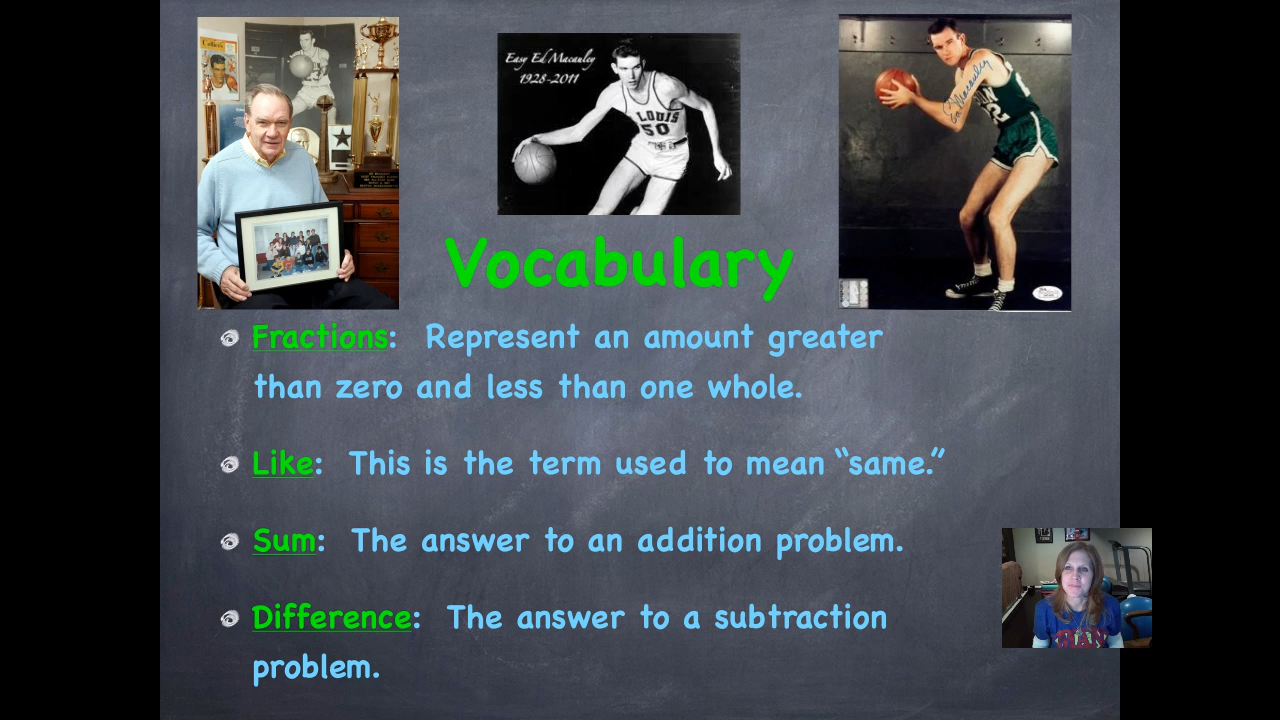 Easy Ed Macauley
1928-2011
LOUIS
50
Vocabulary
Fractions: Represent an amount greater
than zero and less than one whole.
Like: This is the term used to mean “same.”
Sum: The answer to an addition problem.
Difference: The answer to a subtraction
problem.